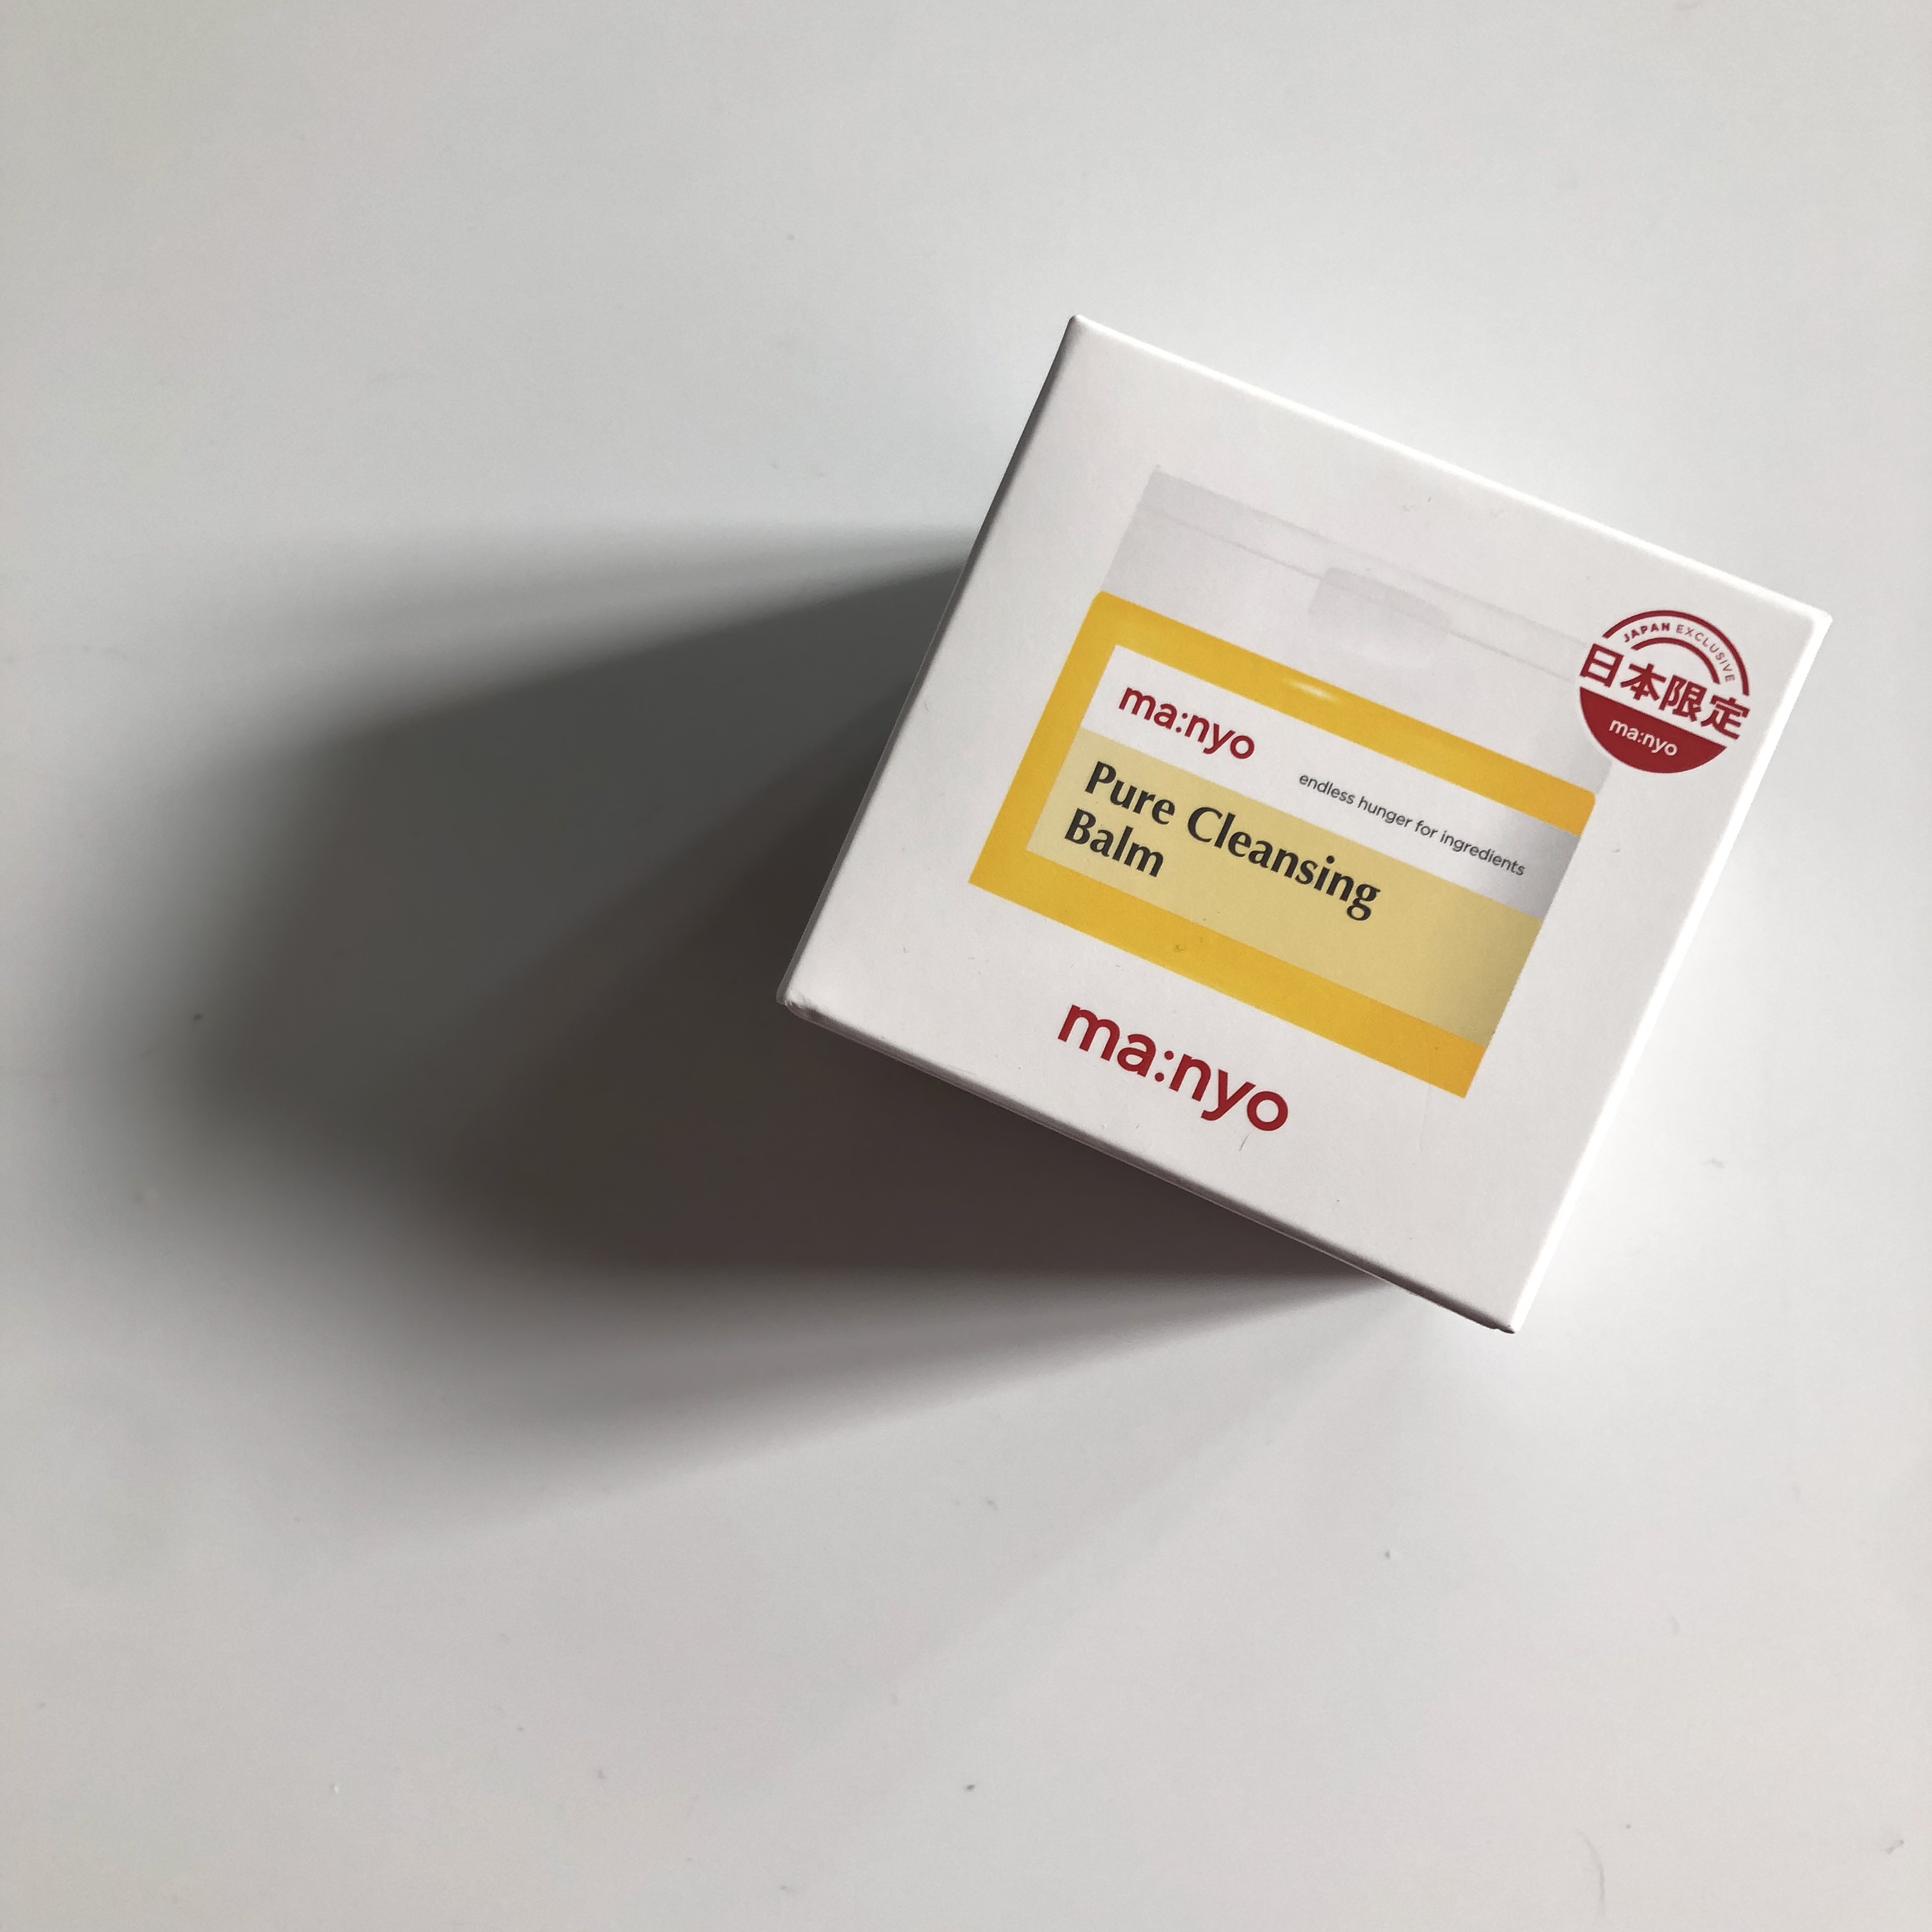 JAPAN EXCLUSIVE
日本限定
ma:nyo
ma:nyo
endless hunger for ingredients
Pure Cleansing
Balm
ma:nyo